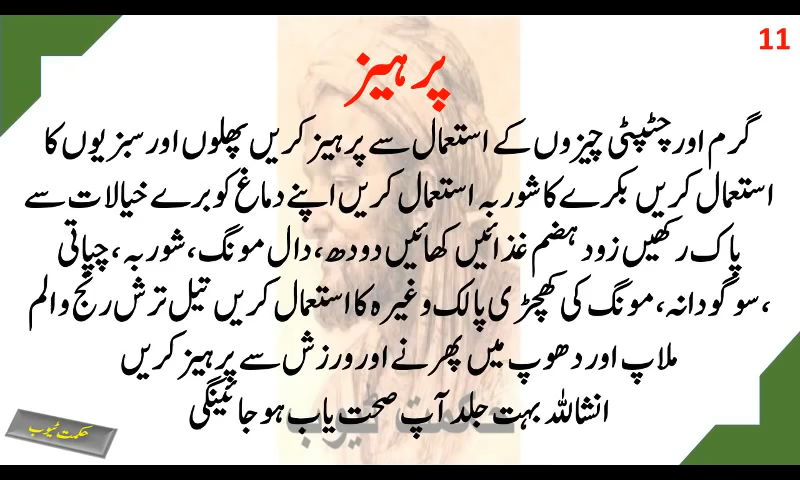 11
پرہیز
گرم اور چٹپٹی چیزوں کے استعمال سے پرہیز کریں پھلوں اور سبزیوں کا
استعمال کریں بکرے کا شوربہ استعمال کریں اپنے دماغ کو برے خیالات سے
پاک رکھیں زود ہضم غذائیں کھائیں دودھ، دال مونگ، شوربہ، چپاتی
،سوگودانہ، مونگ کی کھچڑی پالک وغیرہ کا استعمال کریں تیل ترش رنج والم
ملاپ اور دھوپ میں پھرنے اور ورزش سے پرہیز کریں
انشاللہ بہت جلد آپ صحت یاب ہو جائینگی
حکمت ٹیوب
حکمت ٹیوب